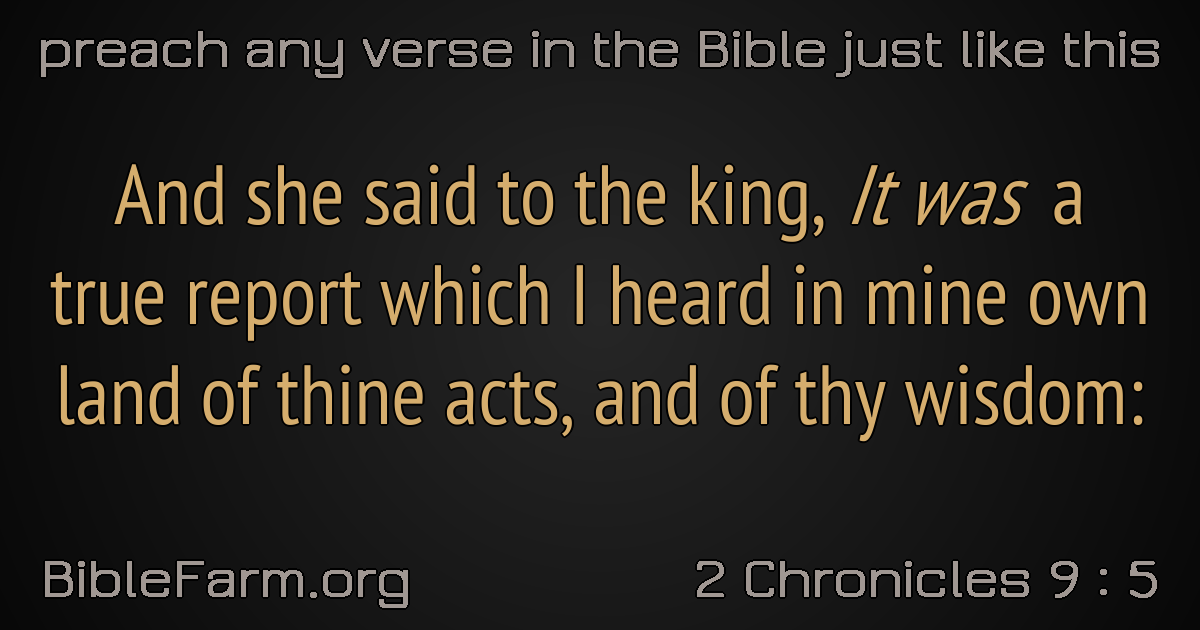 preach any verse in the Bible just like this
And she said to the king, It was a
true report which I heard in mine own
land of thine acts, and of thy wisdom:
BibleFarm.org
2 Chronicles 9 : 5